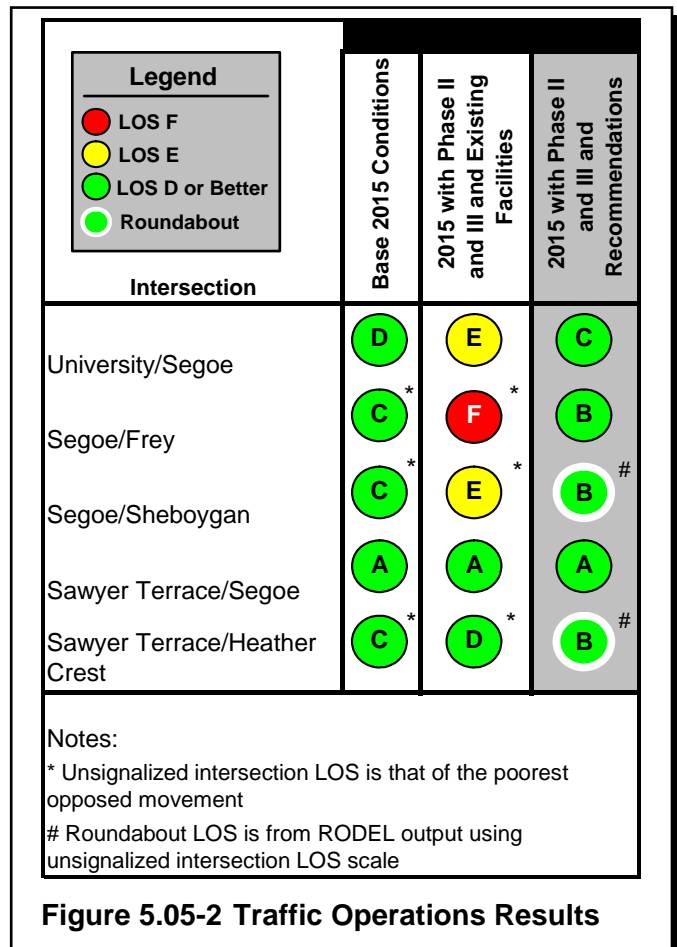 Legend
LOS F
LOS E
LOS D or Better
Roundabout
Intersection
Base 2015 Conditions
2015 with Phase II
and III and Existing
Facilities
2015 with Phase II
and III and
Recommendations
University/Segoe
D
E
C
Segoe/Frey
C *
F *
B
Segoe/Sheboygan
C *
E *
B #
Sawyer Terrace/Segoe
A
A
A
Sawyer Terrace/Heather
Crest
C *
D *
B #
Notes:
* Unsignalized intersection LOS is that of the poorest
opposed movement
# Roundabout LOS is from RODEL output using
unsignalized intersection LOS scale
Figure 5.05-2 Traffic Operations Results